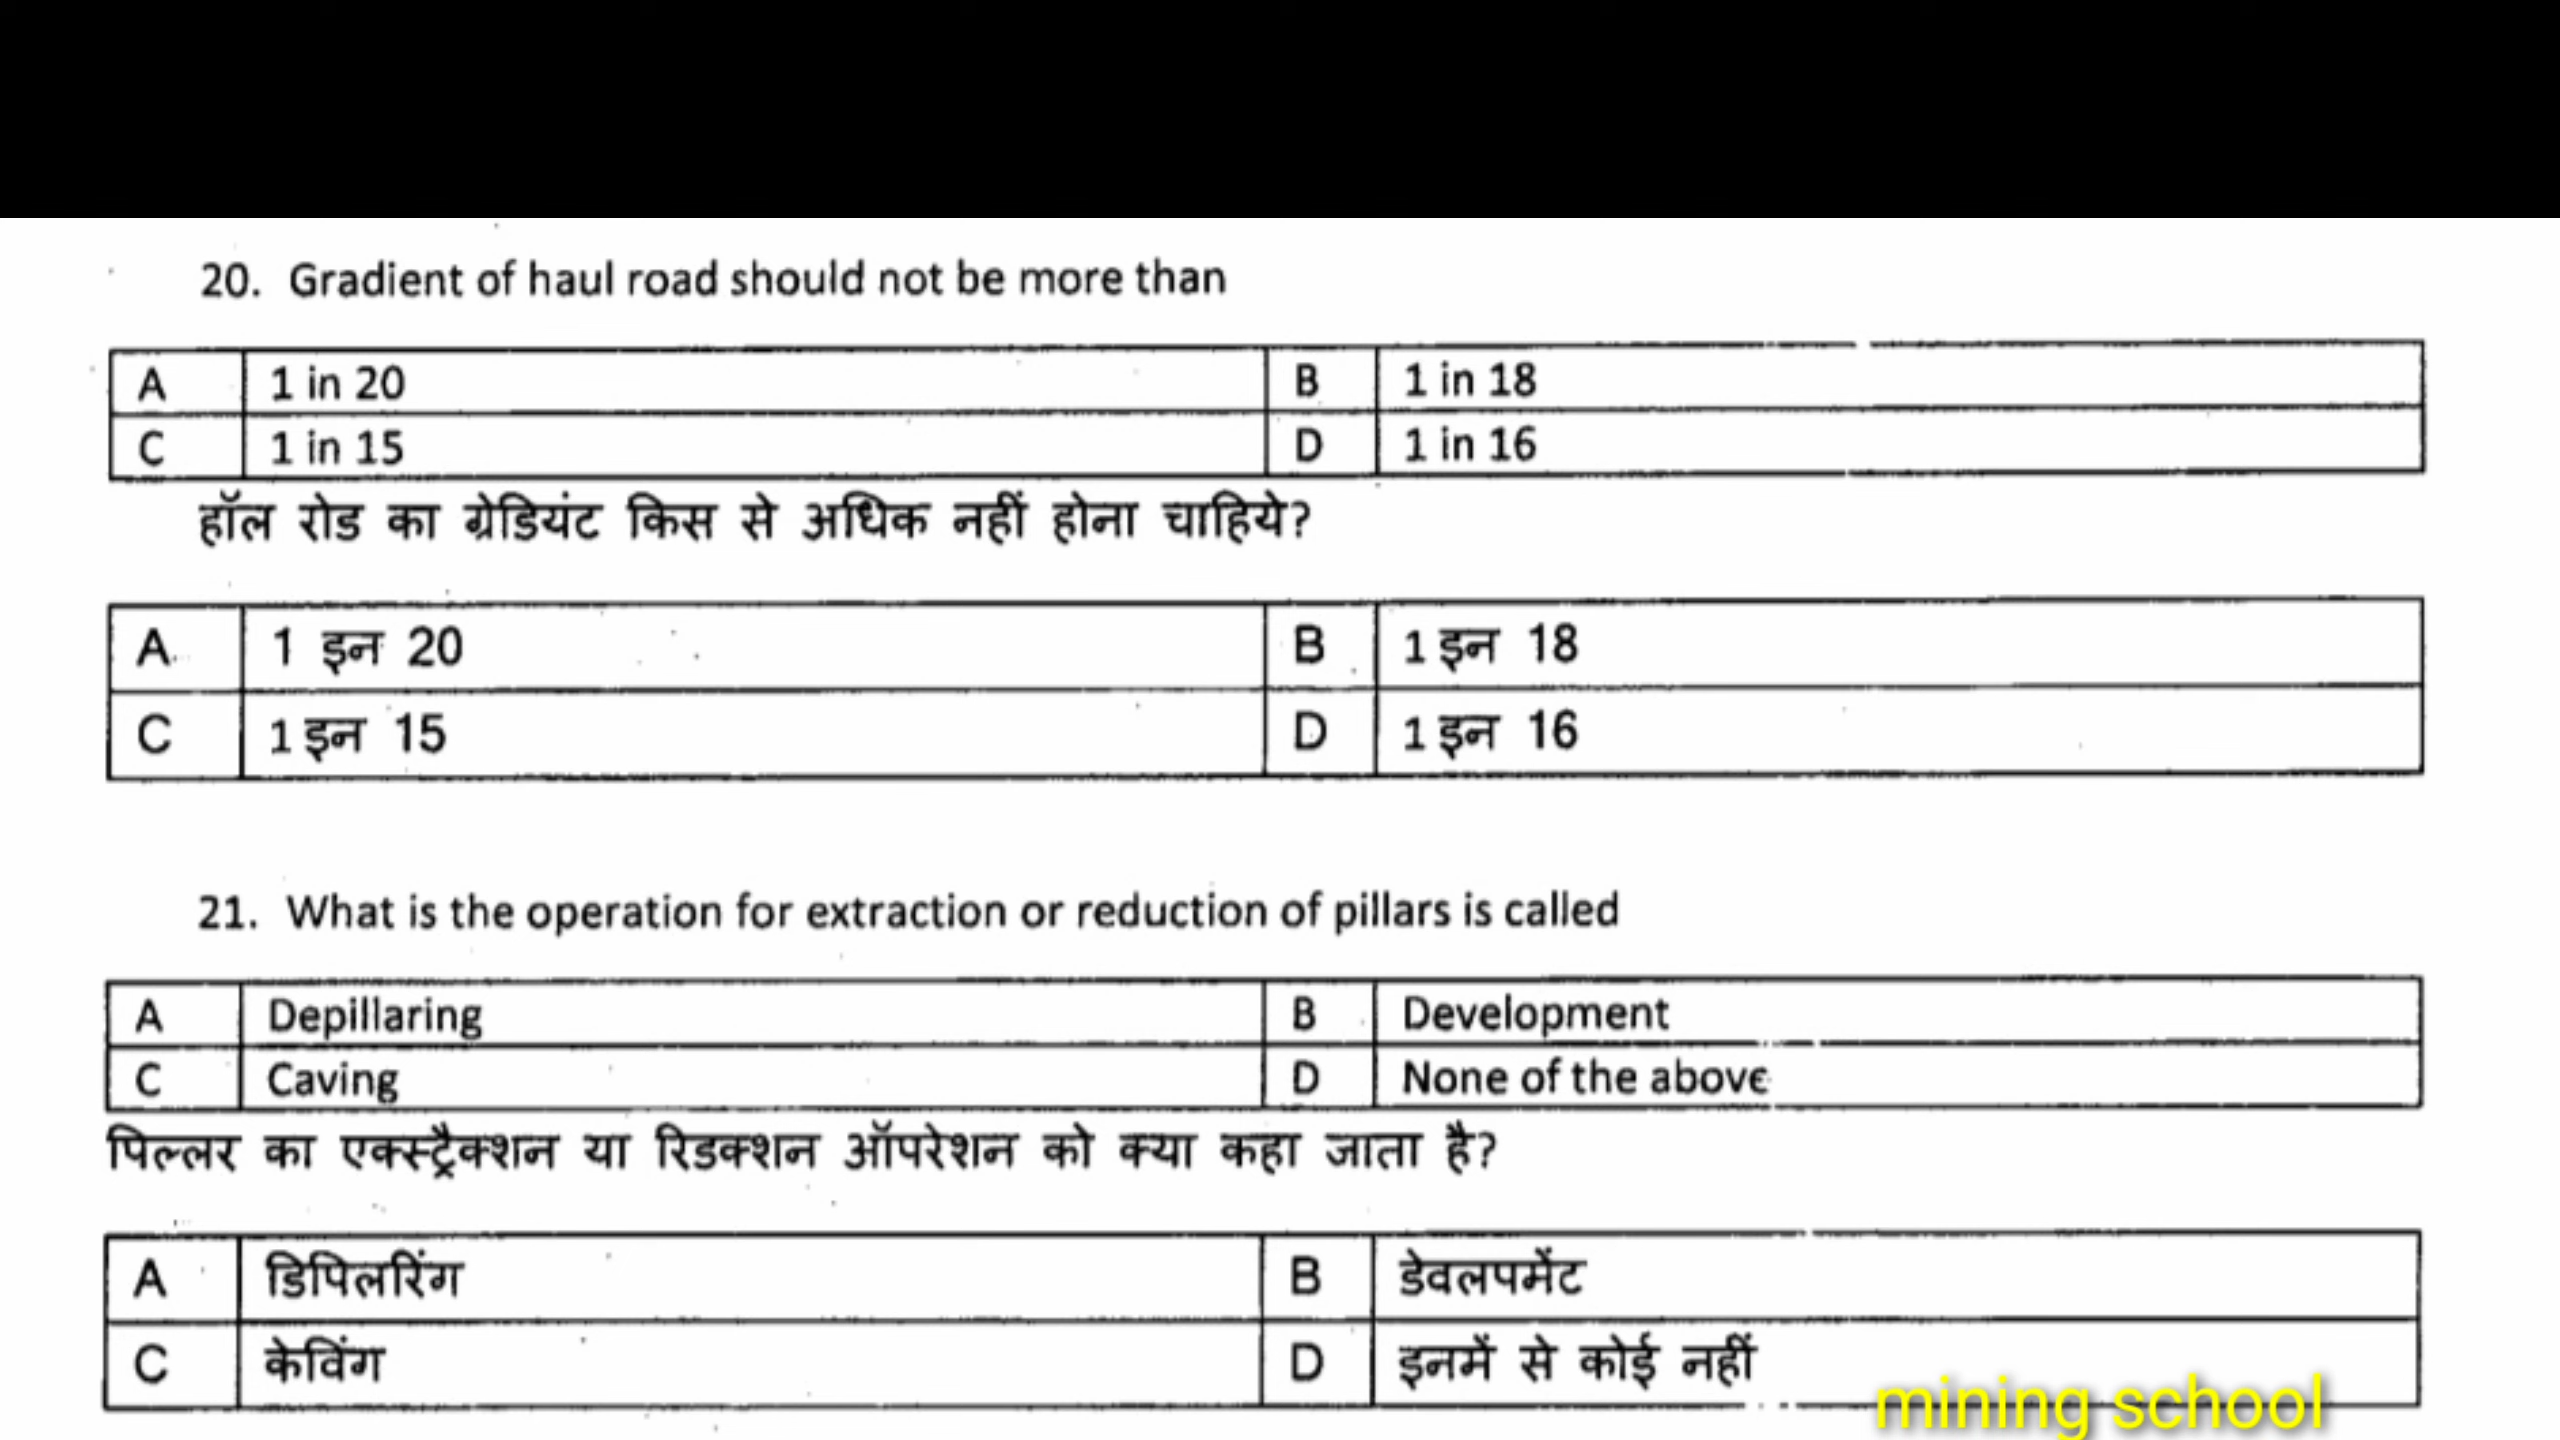 20. Gradient of haul road should not be more than
A 1 in 20 B 1 in 18
C 1 in 15 D 1 in 16
हॉल रोड का ग्रेडियंट किस से अधिक नहीं होना चाहिये?
A 1 इन 20 B 1 इन 18
C 1 इन 15 D 1 इन 16
21. What is the operation for extraction or reduction of pillars is called
A Depillaring B Development
C Caving D None of the above
पिल्लर का एक्स्ट्रैक्शन या रिडक्शन ऑपरेशन को क्या कहा जाता है?
A डिपिलरिंग B डेवलपमेंट
C केविंग D इनमें से कोई नहीं
mining school